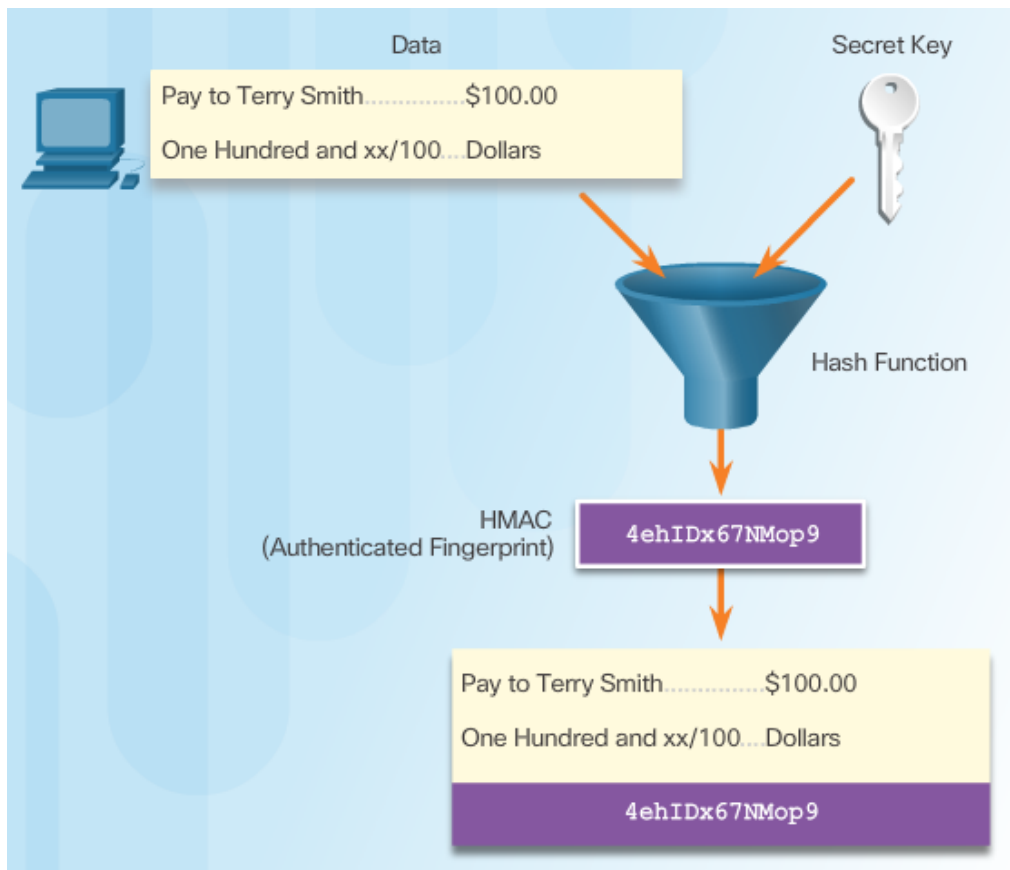 Data
Secret Key
Pay to Terry Smith..............$100.00
One Hundred and xx/100....Dollars
Hash Function
HMAC
(Authenticated Fingerprint)
4ehIDx67NMop9
Pay to Terry Smith..............$100.00
One Hundred and xx/100....Dollars
4ehIDx67NMop9